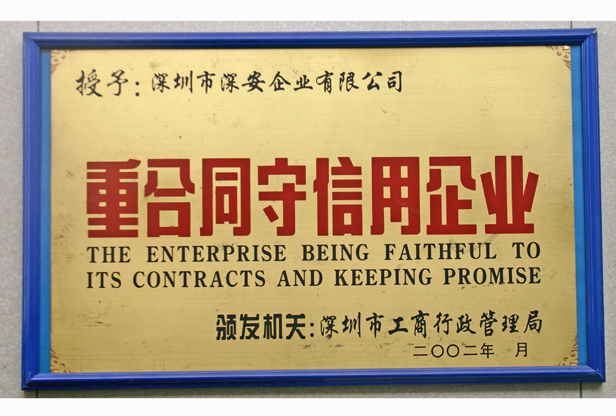 授予:深圳市深安企业有限公司
重合同守信用企业
THE ENTERPRISE BEING FAITHFUL TO
ITS CONTRACTS AND KEEPING PROMISE
颁发机关:深圳市工商行政管理局
二〇〇二年 月